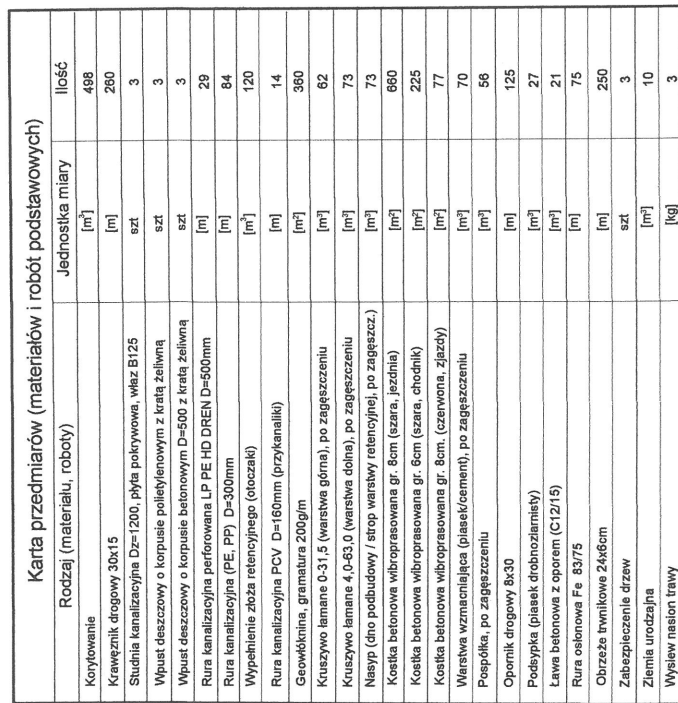 Karta przedmiarów (materiałów i robót podstawowych)
Rodzaj (materiału, roboty) Jednostka miary Ilość
Korytowanie [m³] 498
Krawężnik drogowy 30x15 [m] 260
Studnia kanalizacyjna Dz=1200, płyta pokrywowa, właz B125 szt 3
Wpust deszczowy o korpusie polietylenowym z kratą żeliwną szt 3
Wpust deszczowy o korpusie betonowym D=500 z kratą żeliwną szt 3
Rura kanalizacyjna perforowana LP PE HD DREN D=500mm [m] 29
Rura kanalizacyjna (PE, PP) D=300mm [m] 84
Wypełnienie złoża retencyjnego (otoczaki) [m³] 120
Rura kanalizacyjna PCV D=160mm (przykanaliki) [m] 14
Geowłóknina, gramatura 200g/m [m²] 360
Kruszywo łamane 0-31,5 (warstwa górna), po zagęszczeniu [m³] 62
Kruszywo łamane 4,0-63,0 (warstwa dolna), po zagęszczeniu [m³] 73
Nasyp (dno podbudowy / strop warstwy retencyjnej, po zagęszcz.) [m³] 73
Kostka betonowa wibroprasowana gr. 8cm (szara, jezdnia) [m²] 660
Kostka betonowa wibroprasowana gr. 6cm (szara, chodnik) [m²] 225
Kostka betonowa wibroprasowana gr. 8cm. (czerwona, zjazdy) [m²] 77
Warstwa wzmacniająca (piasek/cement), po zagęszczeniu [m³] 70
Pospółka, po zagęszczeniu [m³] 56
Opornik drogowy 8x30 [m] 125
Podsypka (piasek drobnoziarnisty) [m³] 27
Ława betonowa z oporem (C12/15) [m³] 21
Rura osłonowa Fe 83/75 [m] 75
Obrzeże trwnikowe 24x6cm [m] 250
Zabezpieczenie drzew szt 3
Ziemia urodzajna [m³] 10
Wysiew nasion trawy [kg] 3